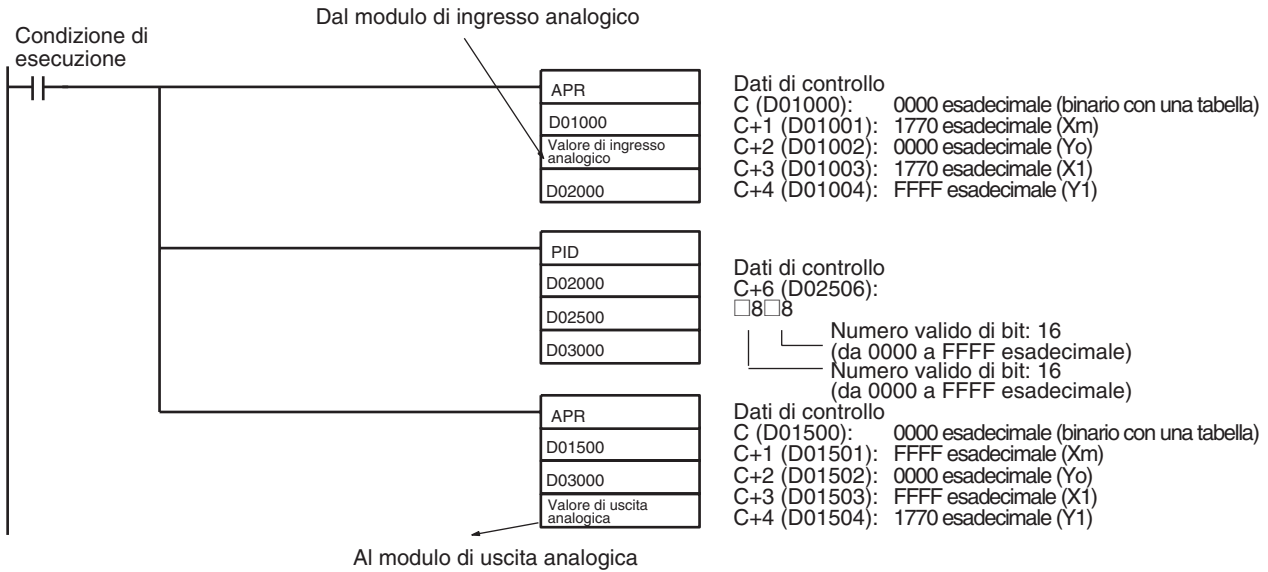 Dal modulo di ingresso analogico
Condizione di
esecuzione
APR
D01000
Valore di ingresso
analogico
D02000
Dati di controllo
C (D01000): 0000 esadecimale (binario con una tabella)
C+1 (D01001): 1770 esadecimale (Xm)
C+2 (D01002): 0000 esadecimale (Yo)
C+3 (D01003): 1770 esadecimale (X1)
C+4 (D01004): FFFF esadecimale (Y1)
PID
D02000
D02500
D03000
Dati di controllo
C+6 (D02506):
□8□8
Numero valido di bit: 16
(da 0000 a FFFF esadecimale)
Numero valido di bit: 16
(da 0000 a FFFF esadecimale)
APR
D01500
D03000
Valore di uscita
analogica
Dati di controllo
C (D01500): 0000 esadecimale (binario con una tabella)
C+1 (D01501): FFFF esadecimale (Xm)
C+2 (D01502): 0000 esadecimale (Yo)
C+3 (D01503): FFFF esadecimale (X1)
C+4 (D01504): 1770 esadecimale (Y1)
Al modulo di uscita analogica